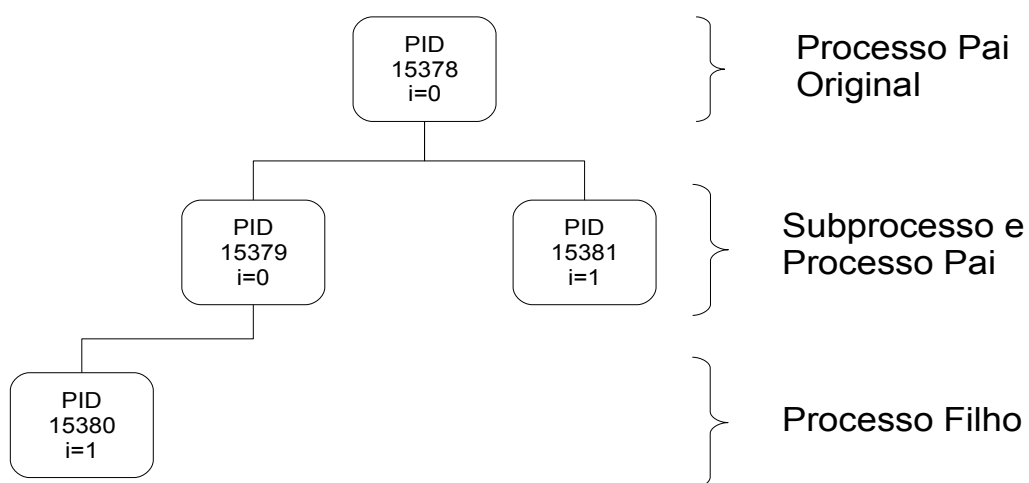 PID
15378
i=0
Processo Pai
Original
PID
15379
i=0
PID
15381
i=1
Subprocesso e
Processo Pai
PID
15380
i=1
Processo Filho